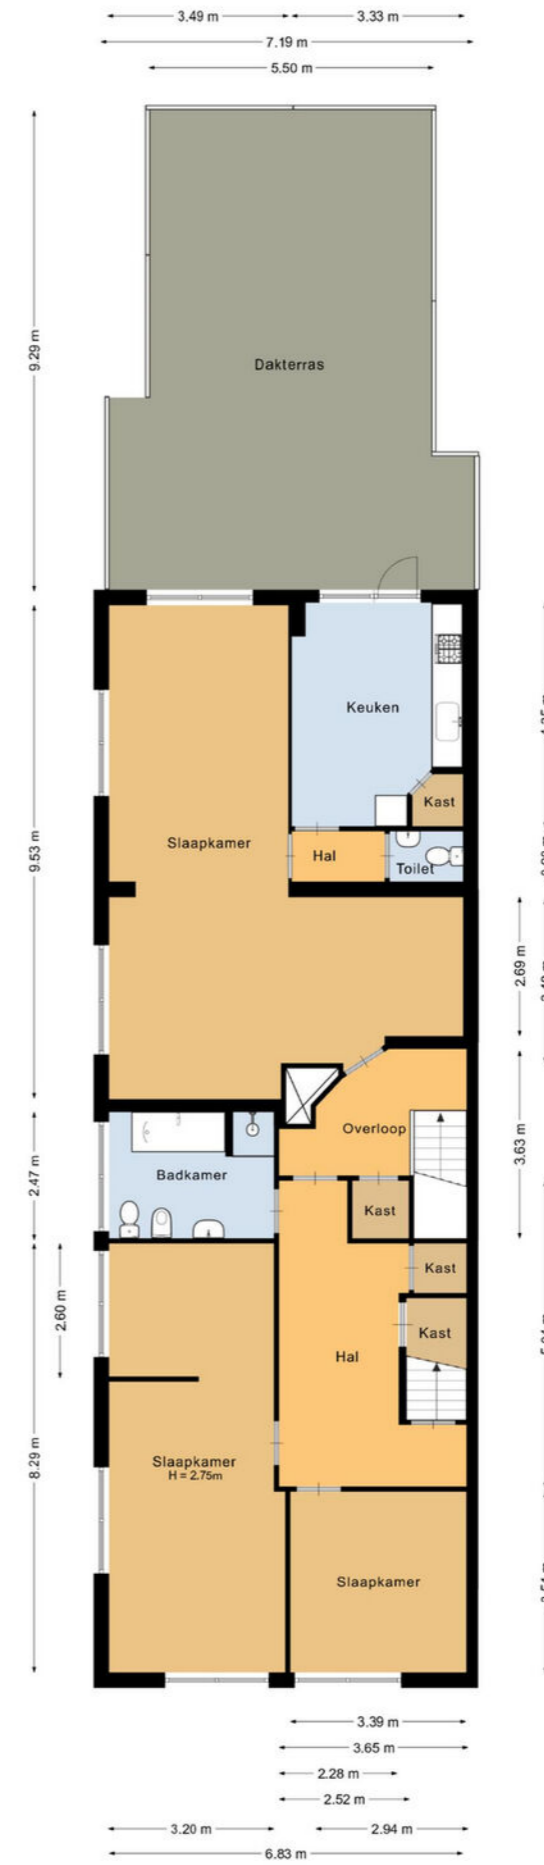 3.49 m 3.33 m
7.19 m
5.50 m
9.29 m
Dakterras
Keuken
Kast
9.53 m
Slaapkamer
Hal
Toilet
2.69 m
Overloop
3.63 m
2.47 m
Badkamer
Kast
Kast
2.60 m
Kast
Hal
8.29 m
Slaapkamer
H = 2.75m
Slaapkamer
3.39 m
3.65 m
2.28 m
2.52 m
3.20 m 2.94 m
6.83 m